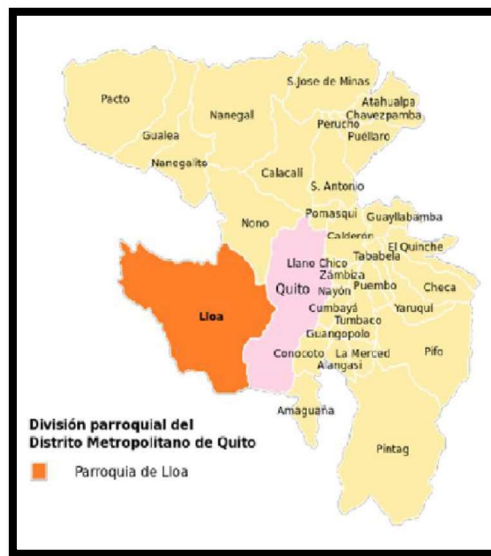 S.Jose de Minas
Pacto
Nanegal
Atahualpa
Chavezpamba
Perucho
Puéllaro
Gualea
Nanegalito
Calacalí
S. Antonio
Nono
Pomasqui
Guayllabamba
Calderón
El Quinche
Llano Chico
Tababela
Zámbiza
Quito
Nayón
Puembo
Checa
Lloa
Cumbayá
Yaruquí
Tumbaco
Guangopolo
Conocoto
La Merced
Pifo
Alangasí
Amaguaña
Pintag
División parroquial del
Distrito Metropolitano de Quito
Parroquia de Lloa